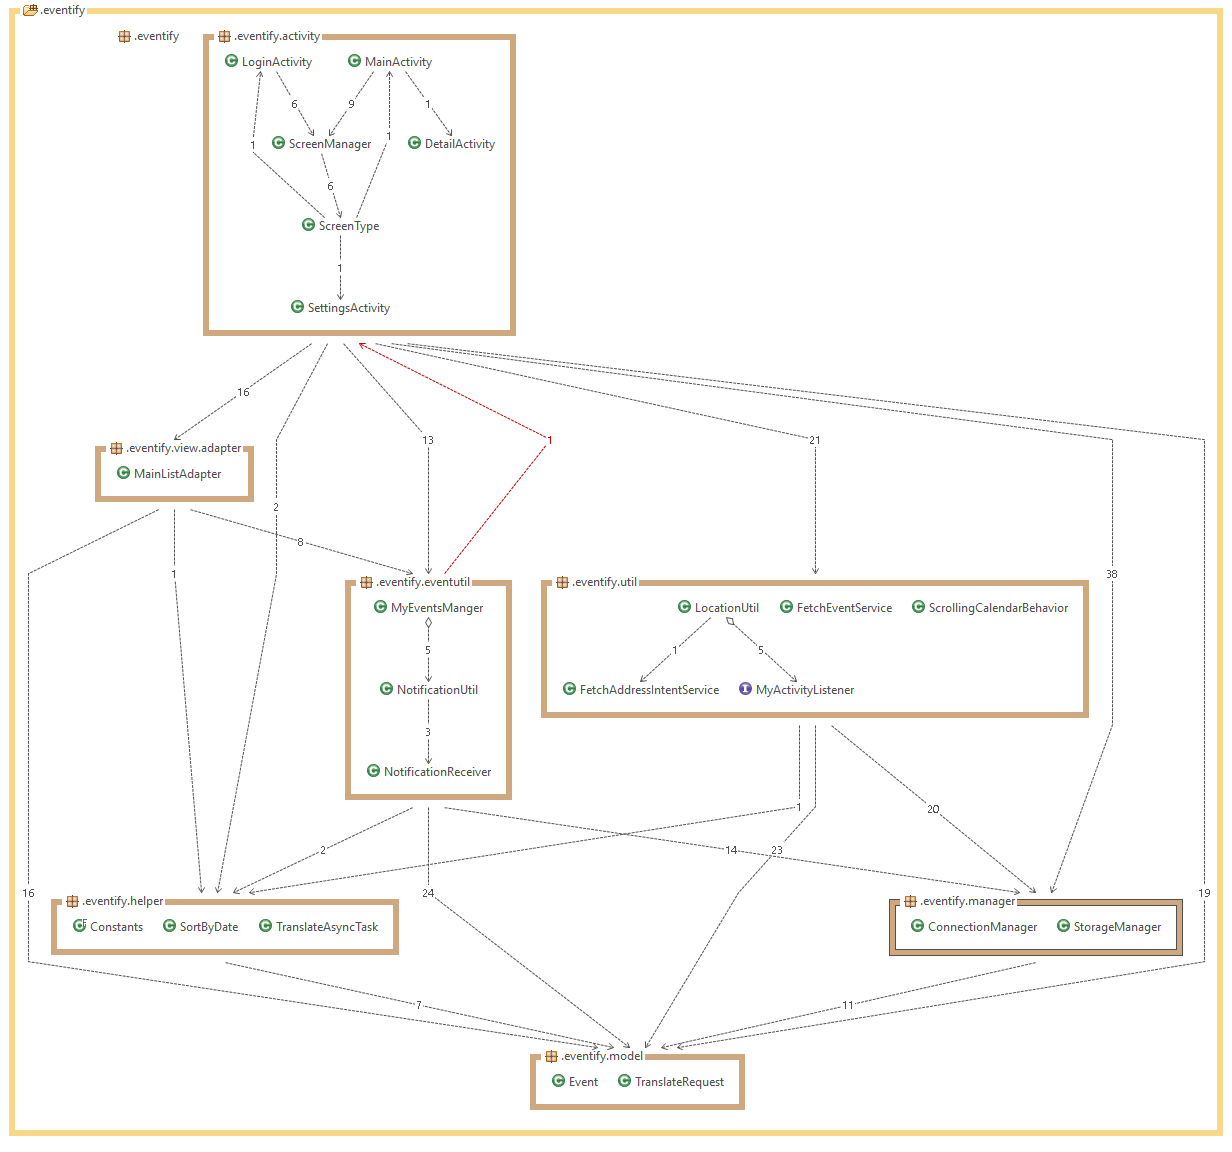 .eventify
.eventify
.eventify.activity
LoginActivity
MainActivity
6
9
1
1
1
ScreenManager
DetailActivity
6
ScreenType
1
SettingsActivity
16
13
1
21
.eventify.view.adapter
MainListAdapter
2
8
1
38
.eventify.eventutil
MyEventsManger
5
NotificationUtil
3
NotificationReceiver
.eventify.util
LocationUtil
FetchEventService
ScrollingCalendarBehavior
1
5
FetchAddressIntentService
MyActivityListener
1
20
2
14
23
16
24
19
.eventify.helper
Constants
SortByDate
TranslateAsyncTask
.eventify.manager
ConnectionManager
StorageManager
7
11
.eventify.model
Event
TranslateRequest